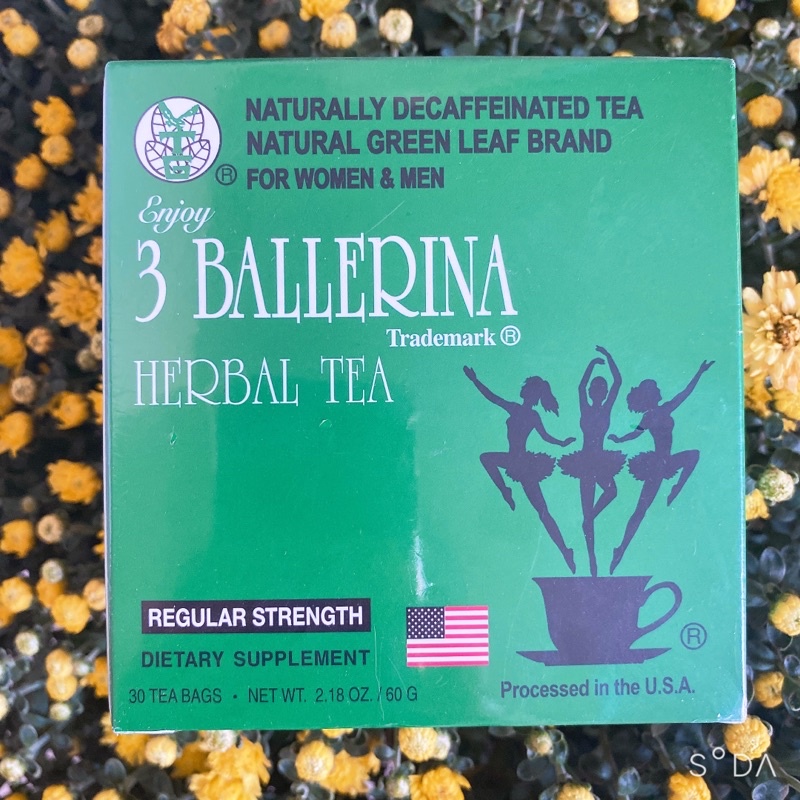 NATURALLY DECAFFEINATED TEA
NATURAL GREEN LEAF BRAND
® FOR WOMEN & MEN
Enjoy
3 BALLERINA
Trademark ®
HERBAL TEA
REGULAR STRENGTH
DIETARY SUPPLEMENT
30 TEA BAGS • NET WT. 2.18 OZ. / 60 G
®
Processed in the U.S.A.
S°DA